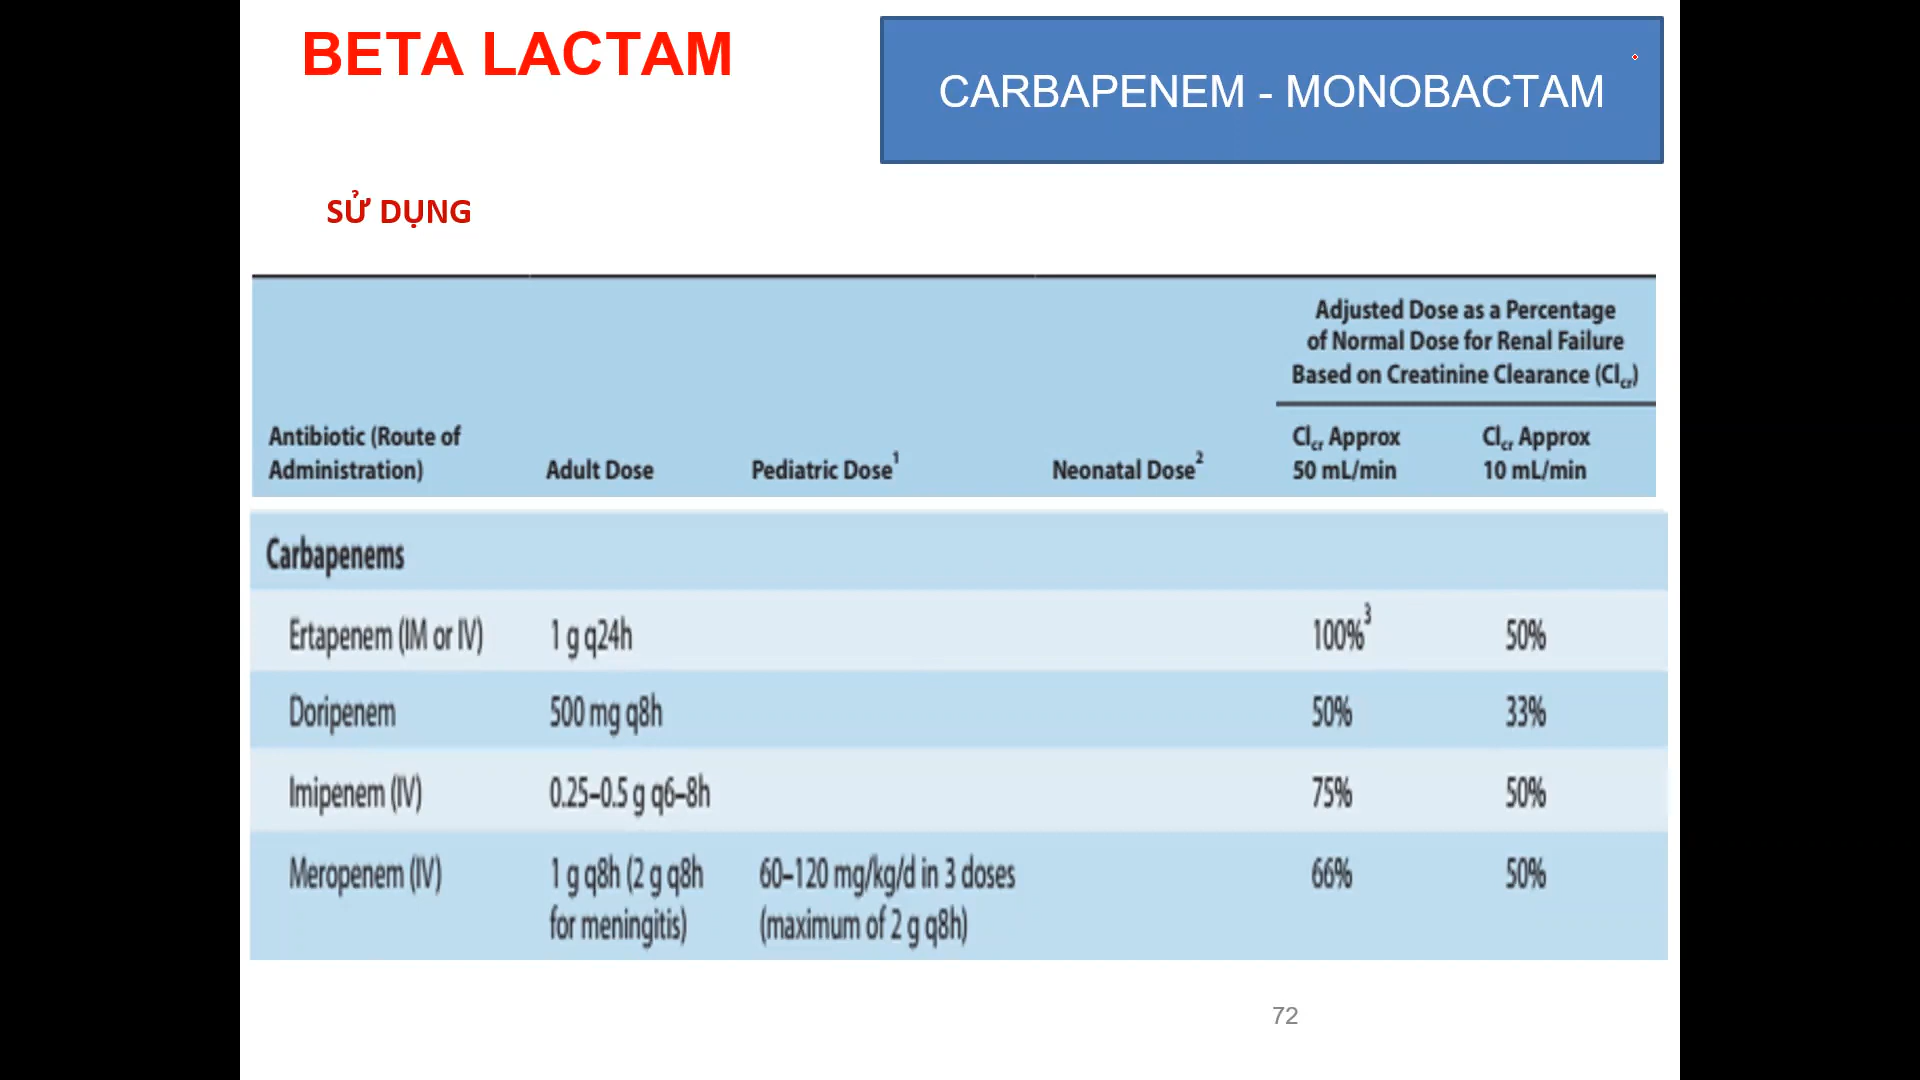 BETA LACTAM
CARBAPENEM - MONOBACTAM
SỬ DỤNG
Adjusted Dose as a Percentage
of Normal Dose for Renal Failure
Based on Creatinine Clearance (Clcr)
Antibiotic (Route of
Administration)
Adult Dose
Pediatric Dose1
Neonatal Dose2
Clcr Approx
50 mL/min
Clcr Approx
10 mL/min
Carbapenems
Ertapenem (IM or IV) 1 g q24h 100%3 50%
Doripenem 500 mg q8h 50% 33%
Imipenem (IV) 0.25–0.5 g q6–8h 75% 50%
Meropenem (IV) 1 g q8h (2 g q8h 60–120 mg/kg/d in 3 doses 66% 50%
for meningitis) (maximum of 2 g q8h)
72